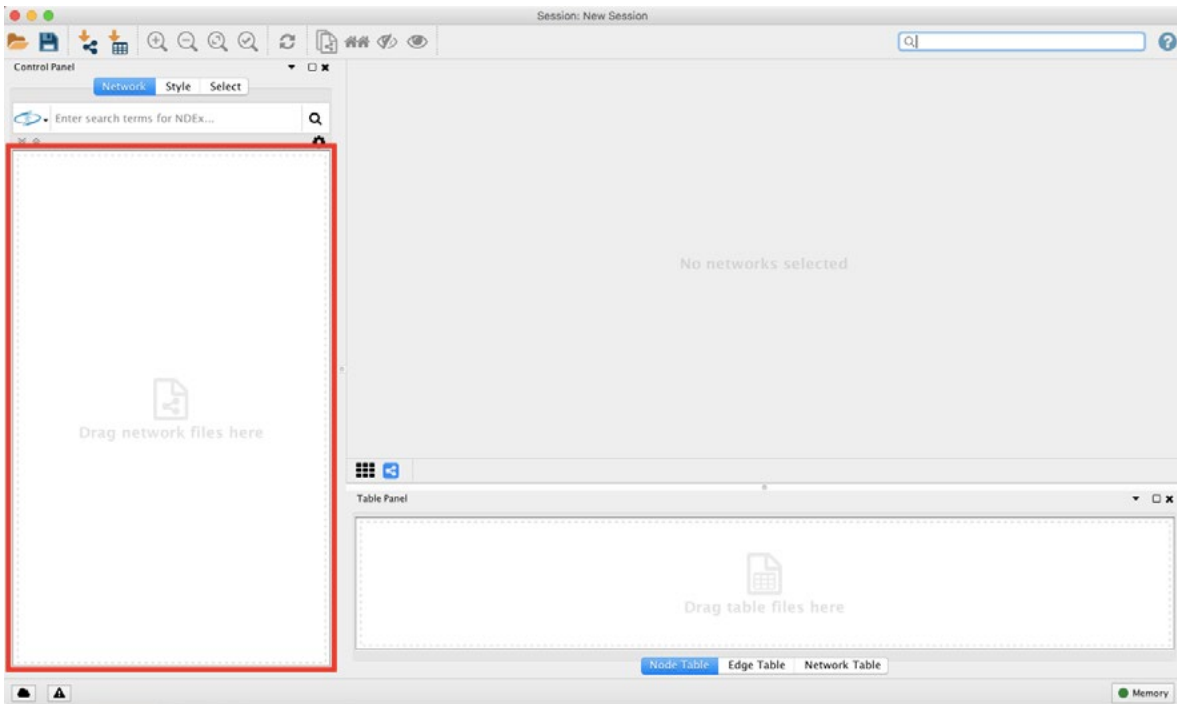 Session: New Session
Control Panel
Network Style Select
Enter search terms for NDEx...
No networks selected
Drag network files here
Table Panel
Drag table files here
Node Table Edge Table Network Table
Memory